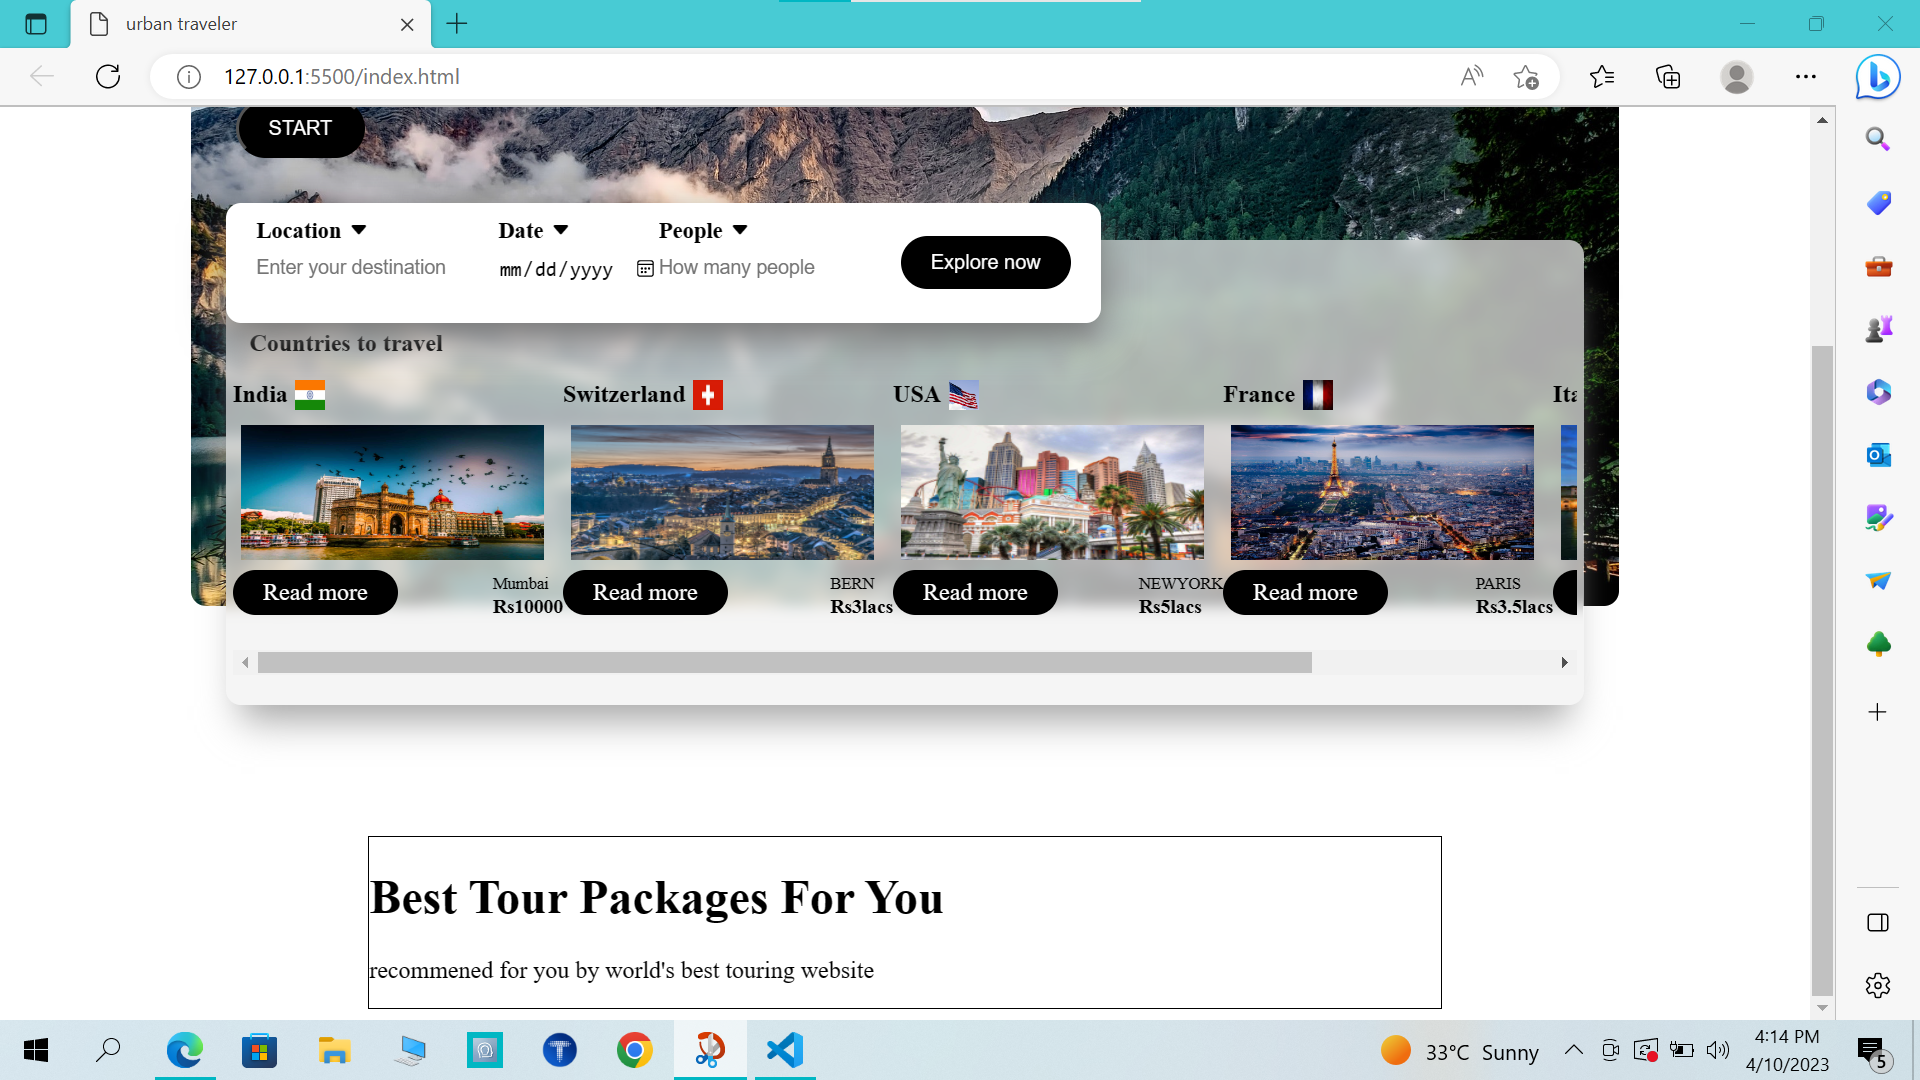 urban traveler
127.0.0.1:5500/index.html
START
Location Date People
Enter your destination mm/dd/yyyy How many people
Explore now
Countries to travel
India Switzerland USA France Ita
Read more Mumbai Read more BERN Read more NEWYORK Read more PARIS
Rs10000 Rs3lacs Rs5lacs Rs3.5lacs
Best Tour Packages For You
recommened for you by world's best touring website
33°C Sunny
4:14 PM
4/10/2023
5